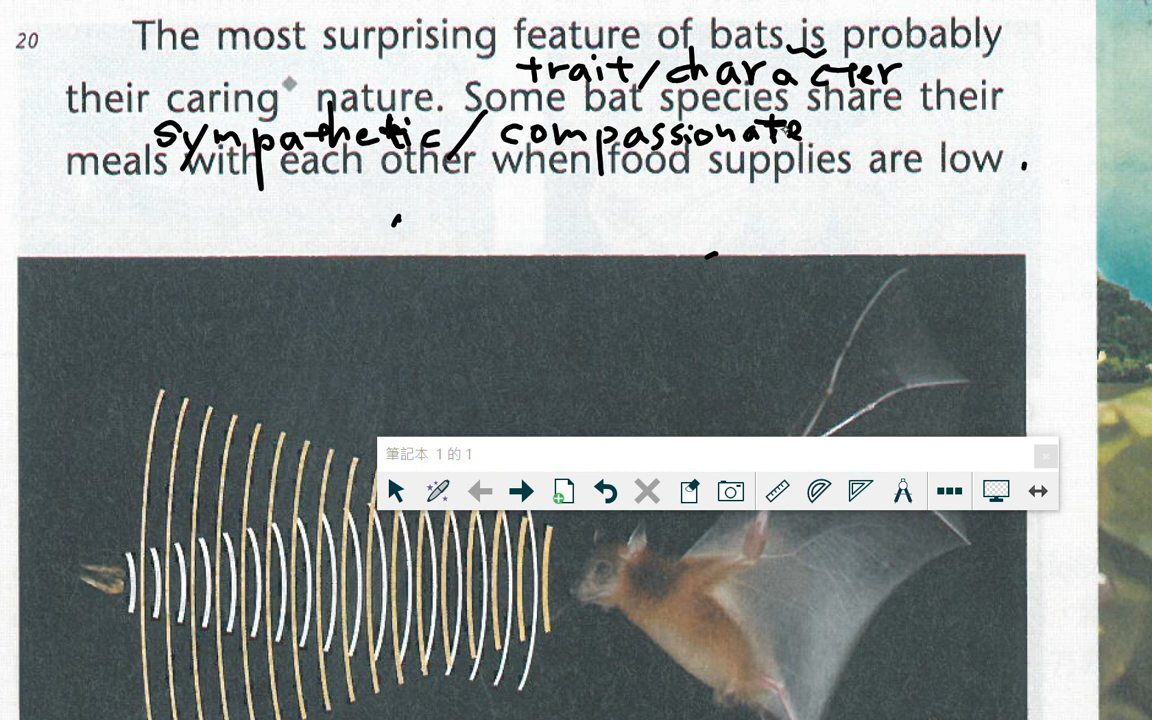 20 The most surprising feature of bats is probably
trait/character
their caring nature. Some bat species share their
sympathetic/compassionate
meals with each other when food supplies are low.
筆記本 1 的 1